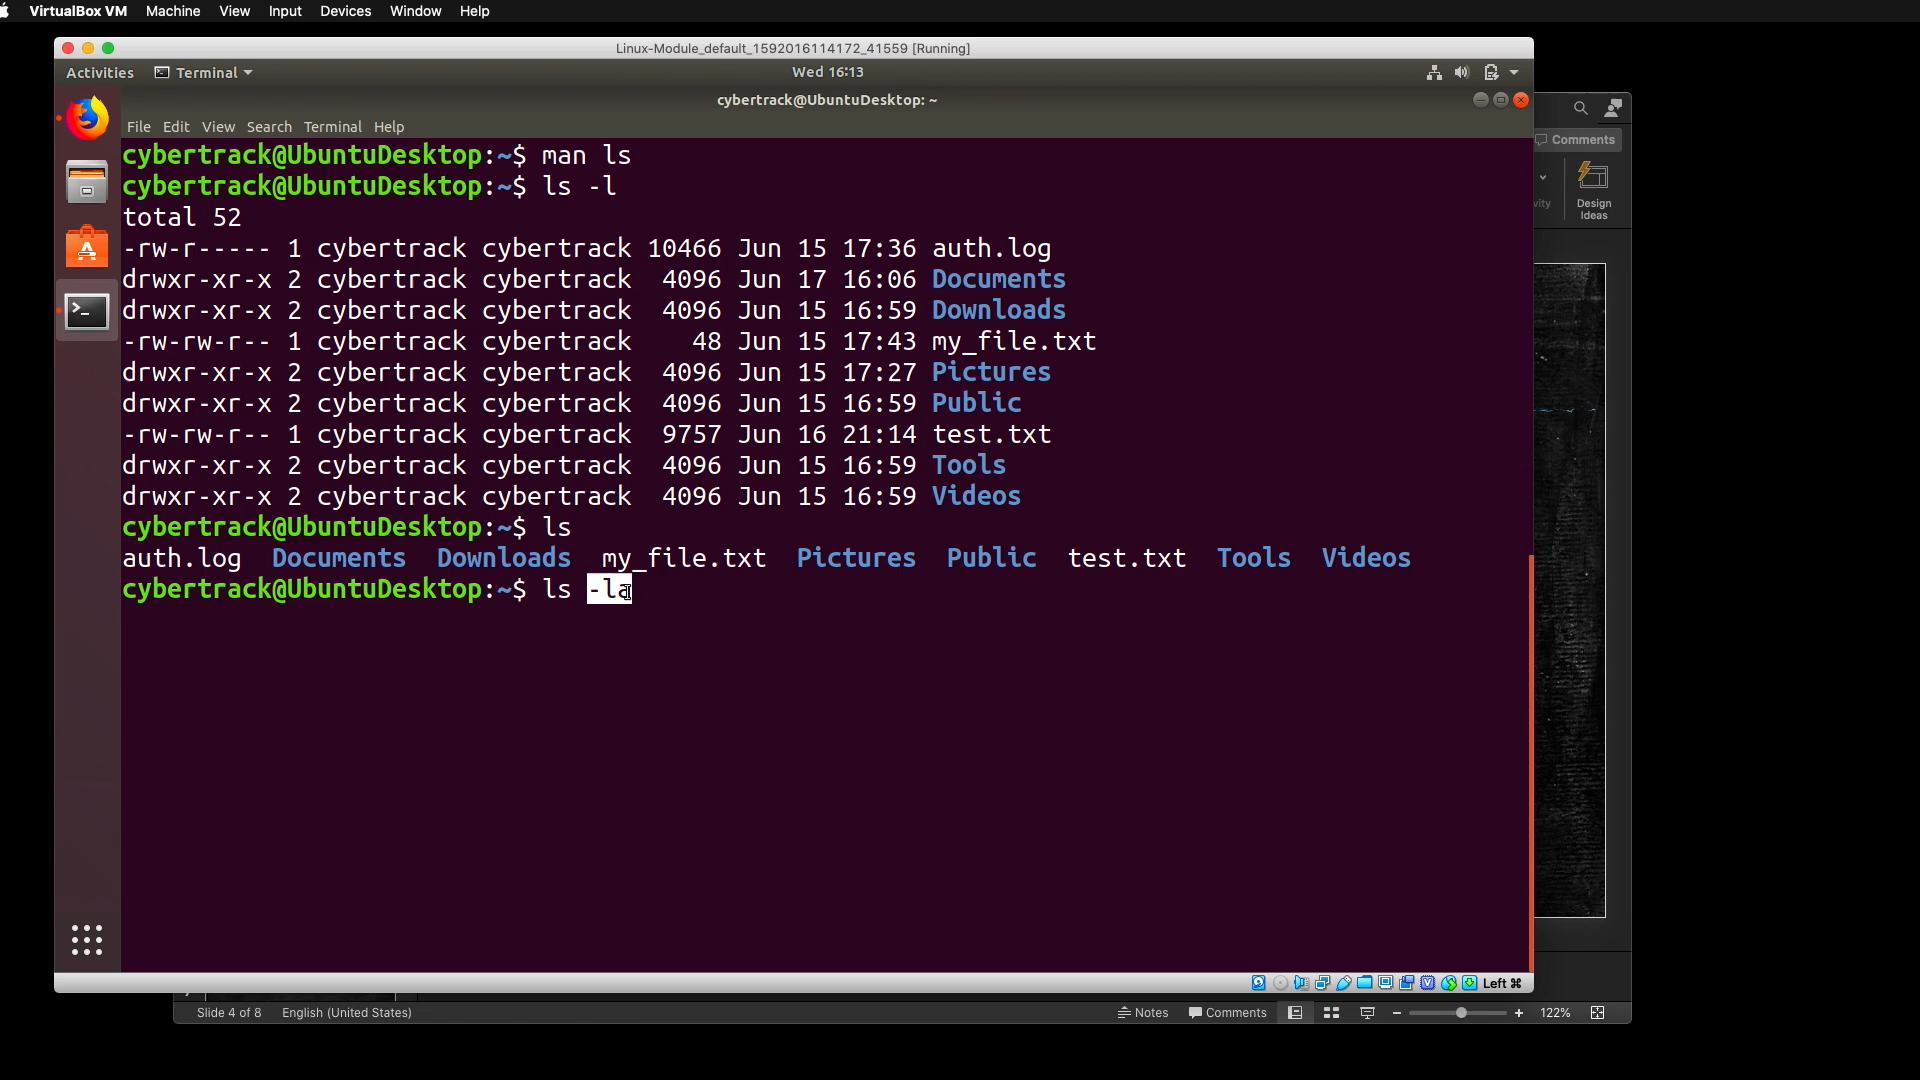 VirtualBox VM Machine View Input Devices Window Help
Linux-Module_default_1592016114172_41559 [Running]
Activities Terminal Wed 16:13
cybertrack@UbuntuDesktop: ~
File Edit View Search Terminal Help
cybertrack@UbuntuDesktop:~$ man ls
cybertrack@UbuntuDesktop:~$ ls -l
total 52
-rw-r----- 1 cybertrack cybertrack 10466 Jun 15 17:36 auth.log
drwxr-xr-x 2 cybertrack cybertrack 4096 Jun 17 16:06 Documents
drwxr-xr-x 2 cybertrack cybertrack 4096 Jun 15 16:59 Downloads
-rw-rw-r-- 1 cybertrack cybertrack 48 Jun 15 17:43 my_file.txt
drwxr-xr-x 2 cybertrack cybertrack 4096 Jun 15 17:27 Pictures
drwxr-xr-x 2 cybertrack cybertrack 4096 Jun 15 16:59 Public
-rw-rw-r-- 1 cybertrack cybertrack 9757 Jun 16 21:14 test.txt
drwxr-xr-x 2 cybertrack cybertrack 4096 Jun 15 16:59 Tools
drwxr-xr-x 2 cybertrack cybertrack 4096 Jun 15 16:59 Videos
cybertrack@UbuntuDesktop:~$ ls
auth.log Documents Downloads my_file.txt Pictures Public test.txt Tools Videos
cybertrack@UbuntuDesktop:~$ ls -la
Left ⌘
Comments
Design
Ideas
Slide 4 of 8 English (United States) Notes Comments 122%